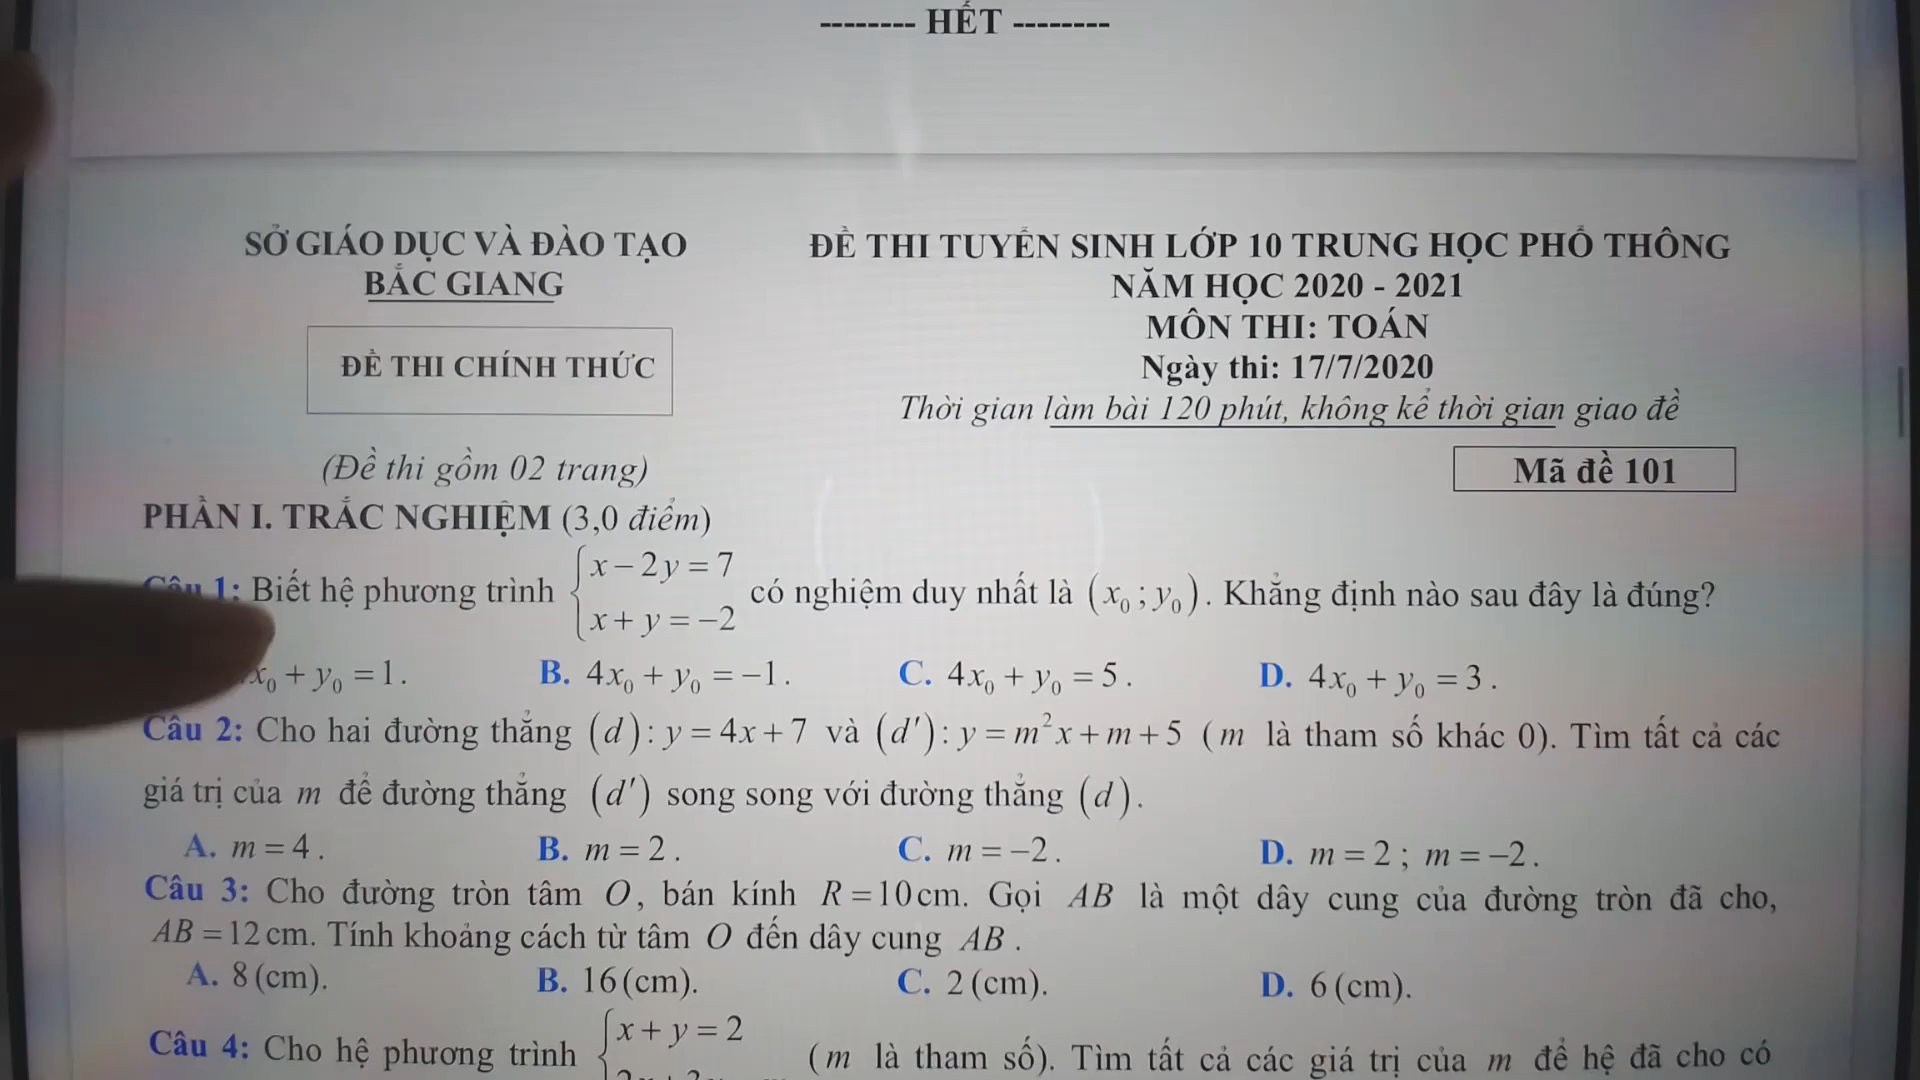 -------- HẾT --------
SỞ GIÁO DỤC VÀ ĐÀO TẠO
BẮC GIANG
ĐỀ THI TUYỂN SINH LỚP 10 TRUNG HỌC PHỔ THÔNG
NĂM HỌC 2020 - 2021
MÔN THI: TOÁN
ĐỀ THI CHÍNH THỨC
Ngày thi: 17/7/2020
Thời gian làm bài 120 phút, không kể thời gian giao đề
(Đề thi gồm 02 trang)
Mã đề 101
PHẦN I. TRẮC NGHIỆM (3,0 điểm)
Câu 1: Biết hệ phương trình { x − 2y = 7 ; x + y = −2 có nghiệm duy nhất là (x₀ ; y₀). Khẳng định nào sau đây là đúng?
x₀ + y₀ = 1. B. 4x₀ + y₀ = −1. C. 4x₀ + y₀ = 5. D. 4x₀ + y₀ = 3.
Câu 2: Cho hai đường thẳng (d): y = 4x + 7 và (d′): y = m²x + m + 5 (m là tham số khác 0). Tìm tất cả các
giá trị của m để đường thẳng (d′) song song với đường thẳng (d).
A. m = 4. B. m = 2. C. m = −2. D. m = 2; m = −2.
Câu 3: Cho đường tròn tâm O, bán kính R = 10cm. Gọi AB là một dây cung của đường tròn đã cho,
AB = 12cm. Tính khoảng cách từ tâm O đến dây cung AB.
A. 8(cm). B. 16(cm). C. 2(cm). D. 6(cm).
Câu 4: Cho hệ phương trình { x + y = 2 (m là tham số). Tìm tất cả các giá trị của m để hệ đã cho có